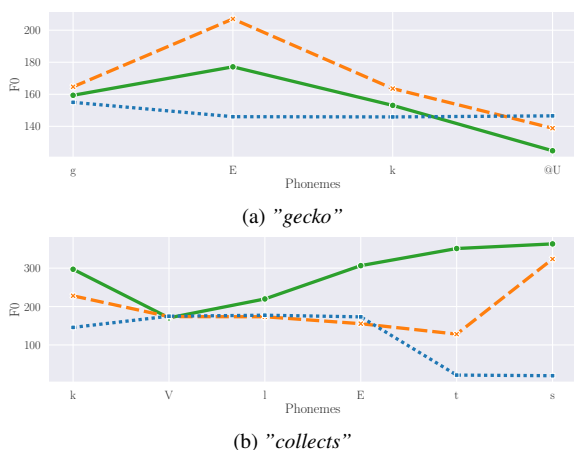 200
180
160
140
F0
g E k @U
Phonemes
(a) ”gecko”
300
200
100
F0
k V l E t s
Phonemes
(b) ”collects”